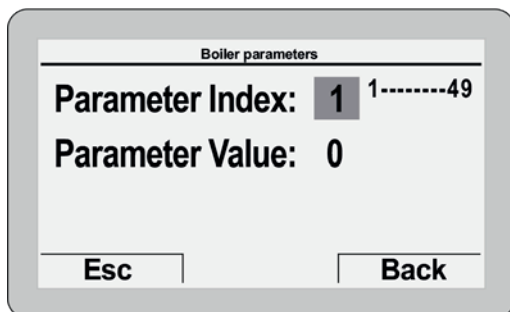 Boiler parameters
Parameter Index: 1 1--------49
Parameter Value: 0
Esc Back